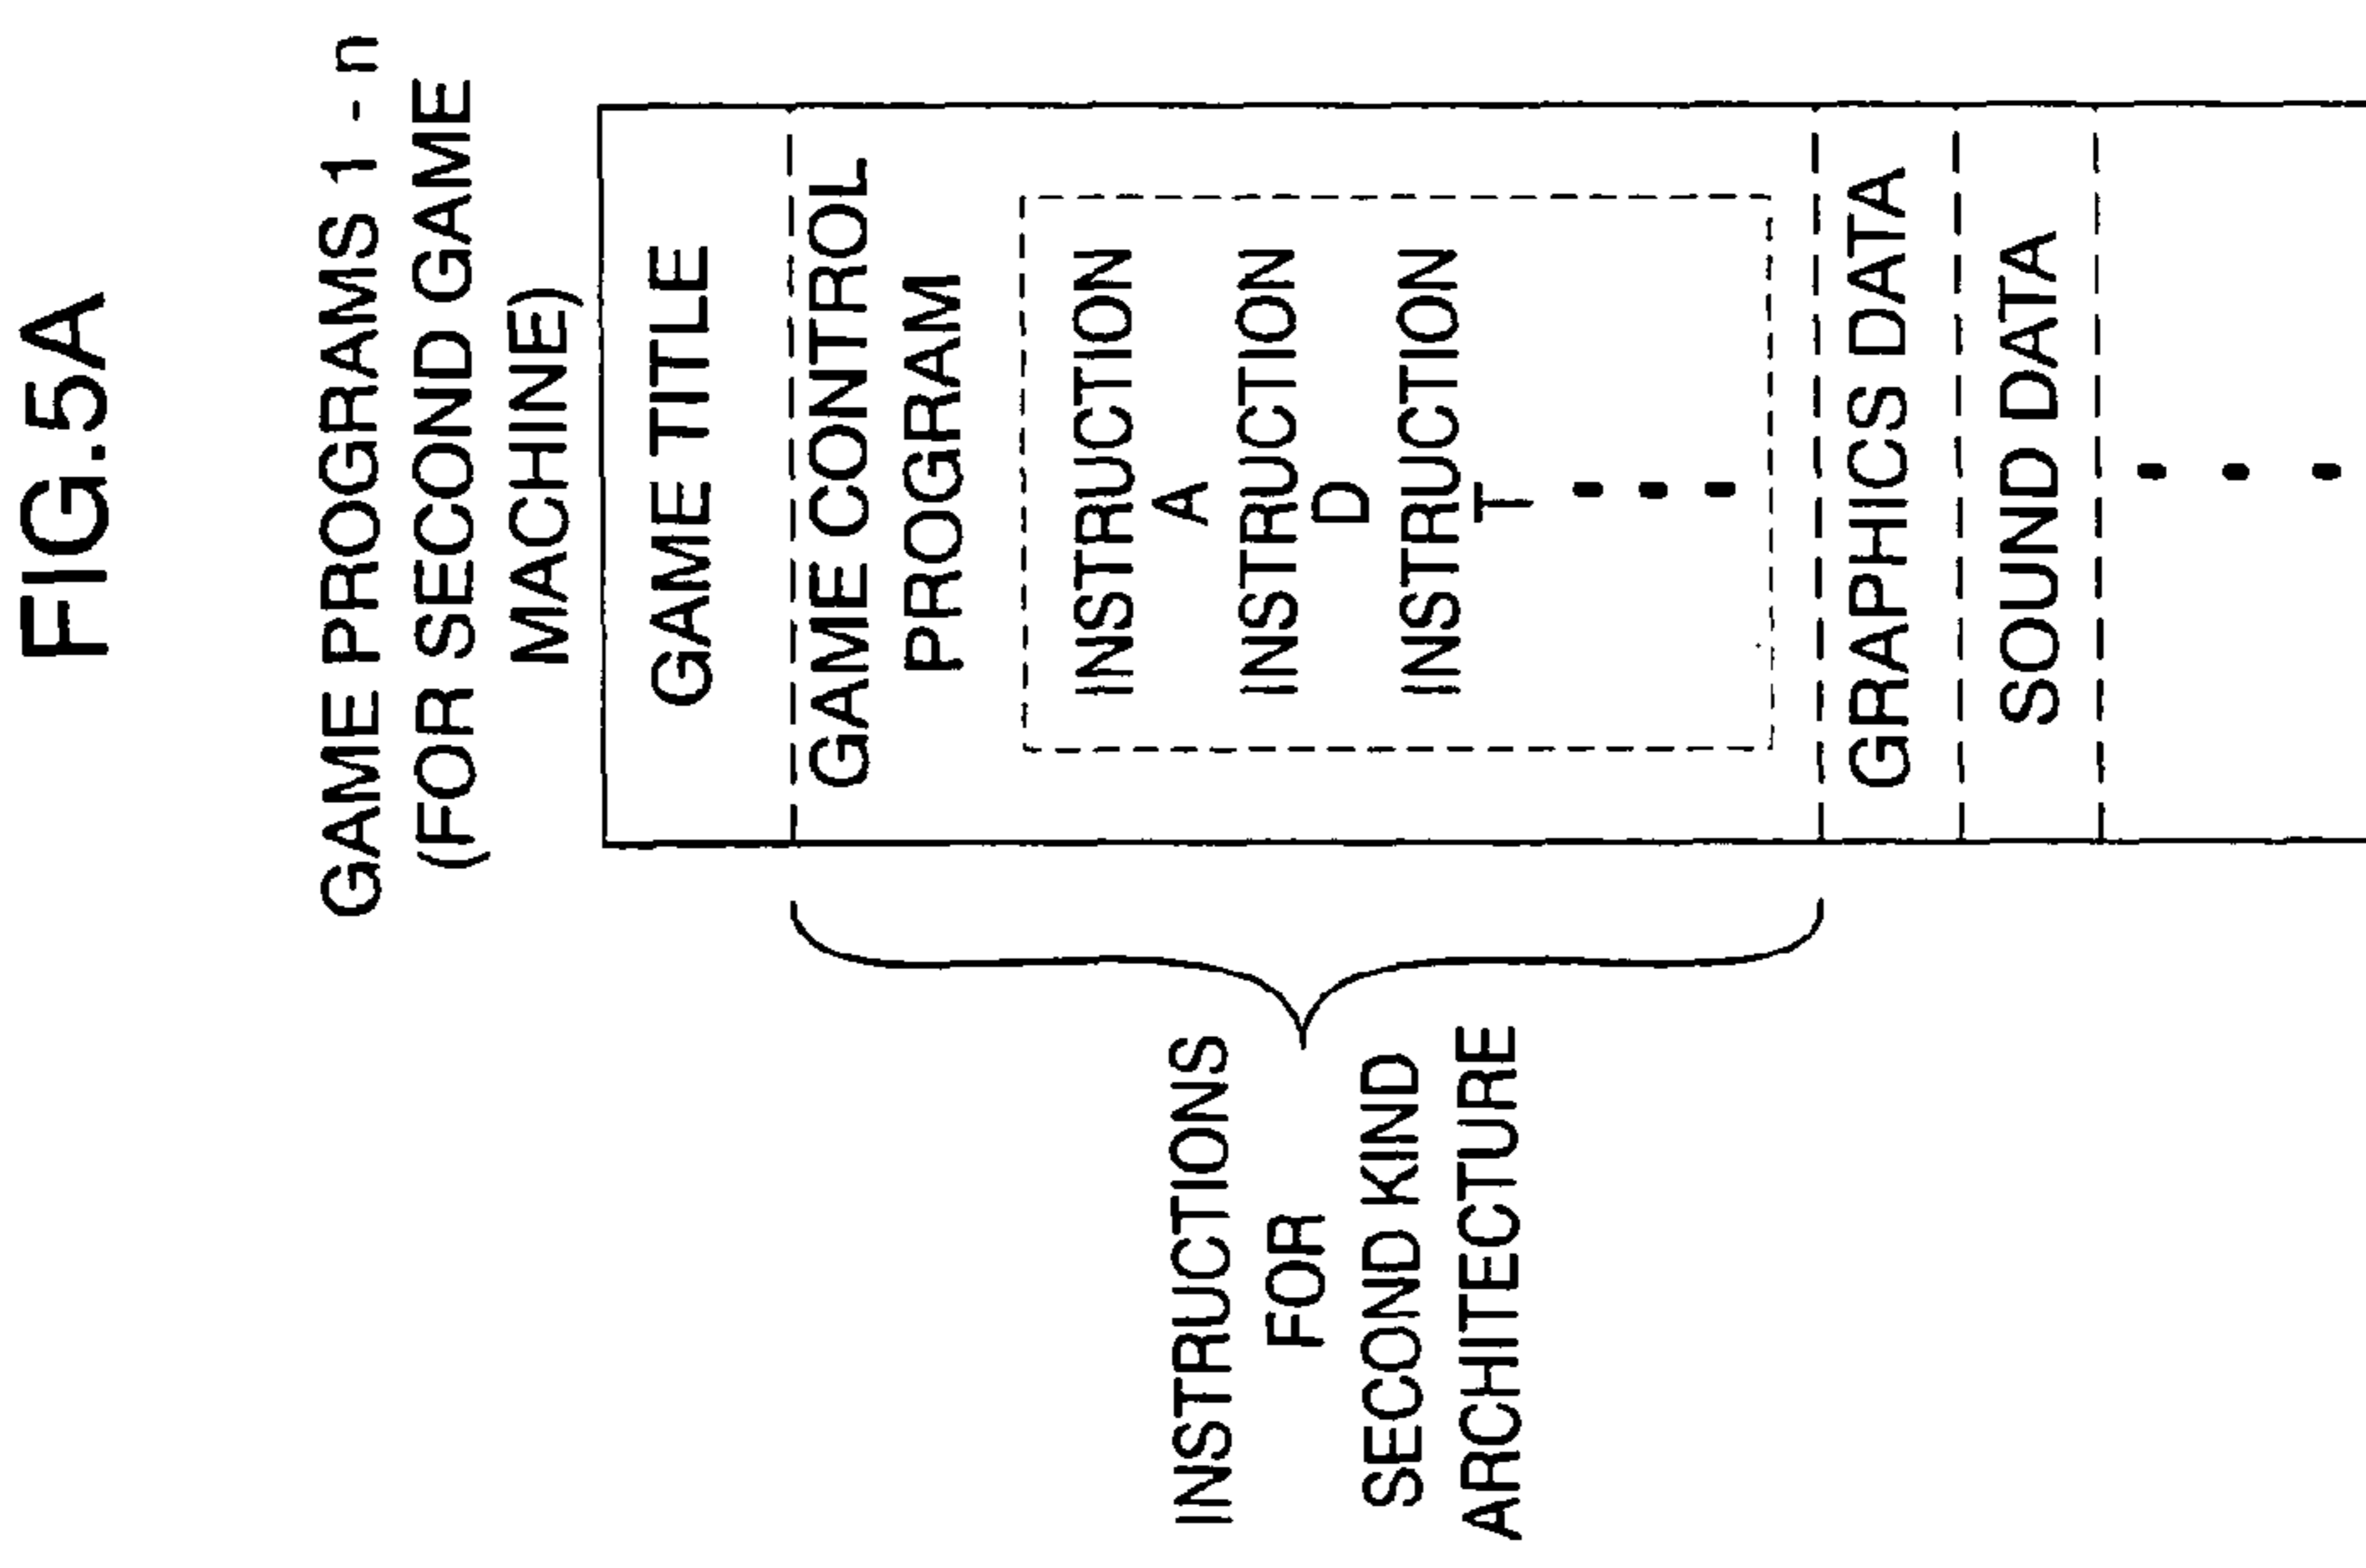 FIG.5A
GAME PROGRAMS 1 - n
(FOR SECOND GAME
MACHINE)
GAME TITLE
GAME CONTROL
PROGRAM
INSTRUCTION
A
INSTRUCTION
D
INSTRUCTION
T
GRAPHICS DATA
SOUND DATA
INSTRUCTIONS
FOR
SECOND KIND
ARCHITECTURE